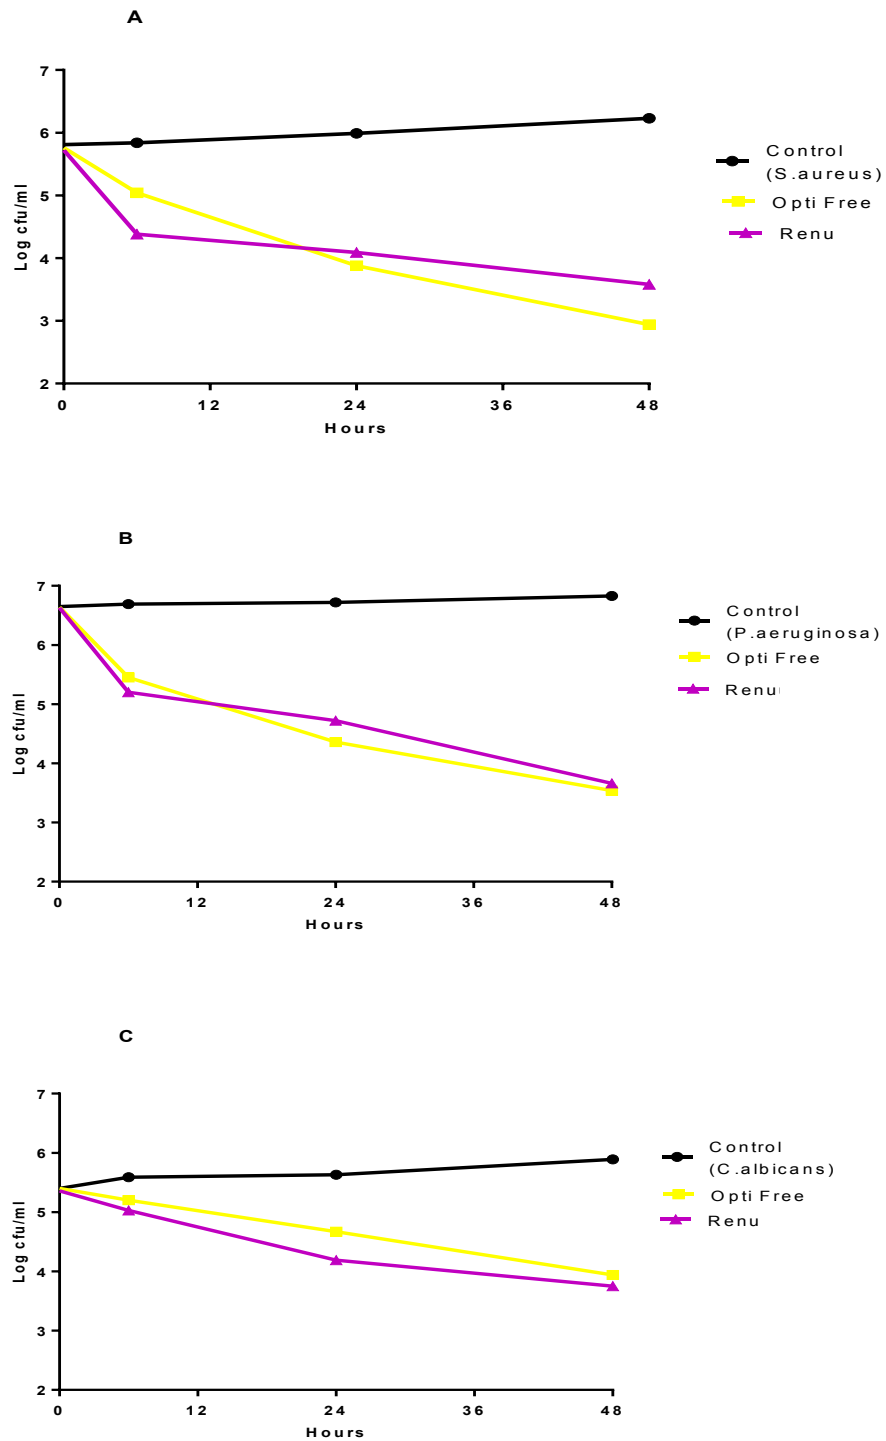 A
7
6
5
4
3
2
Log cfu/ml
0 12 24 36 48
Hours
Control
(S.aureus)
Opti Free
Renu
B
7
6
5
4
3
2
Log cfu/ml
0 12 24 36 48
Hours
Control
(P.aeruginosa)
Opti Free
Renu
C
7
6
5
4
3
2
Log cfu/ml
0 12 24 36 48
Hours
Control
(C.albicans)
Opti Free
Renu